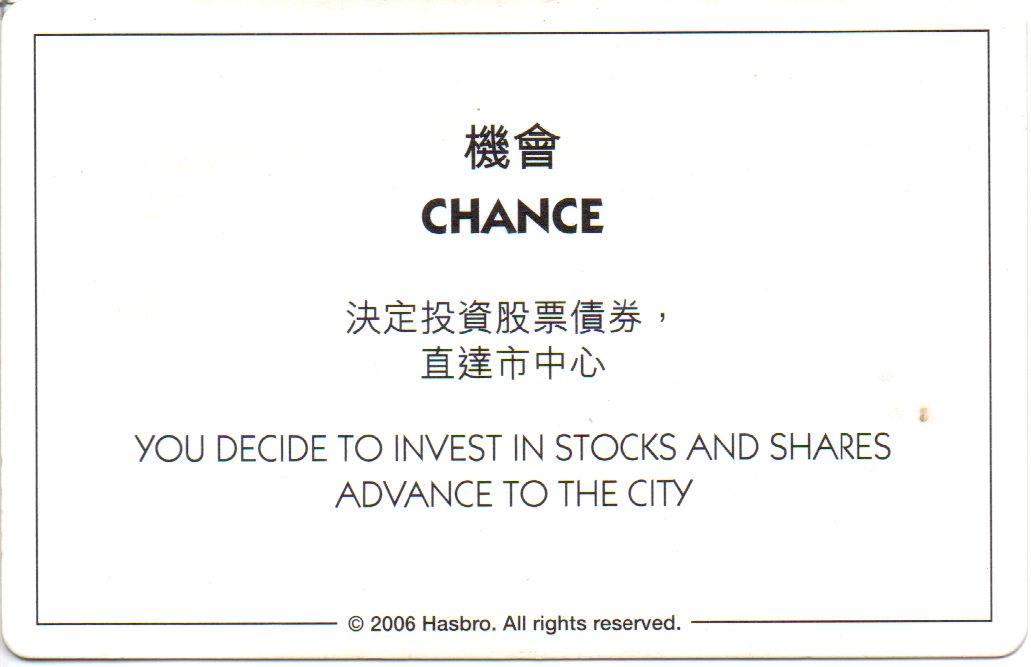 機會
CHANCE
決定投資股票債券，
直達市中心
YOU DECIDE TO INVEST IN STOCKS AND SHARES
ADVANCE TO THE CITY
© 2006 Hasbro. All rights reserved.